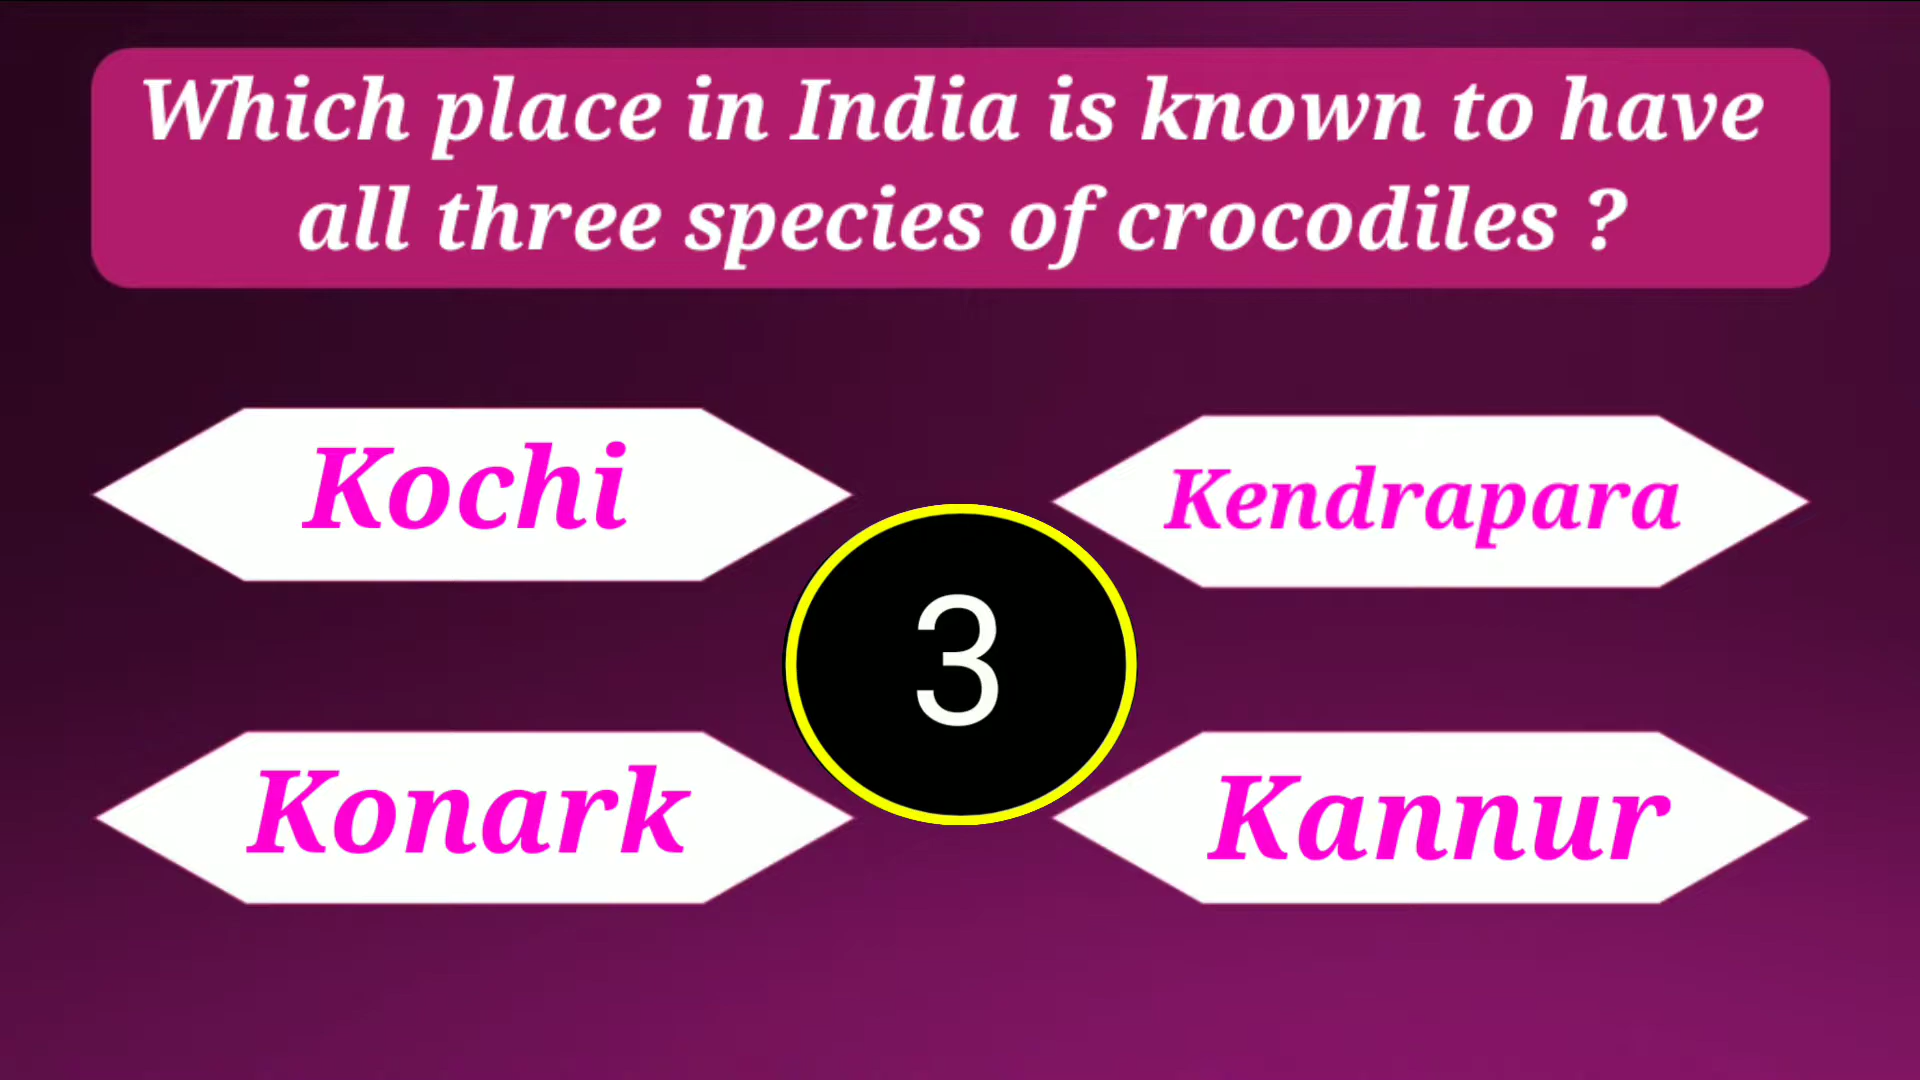 Which place in India is known to have
all three species of crocodiles ?
Kochi
Kendrapara
3
Konark
Kannur